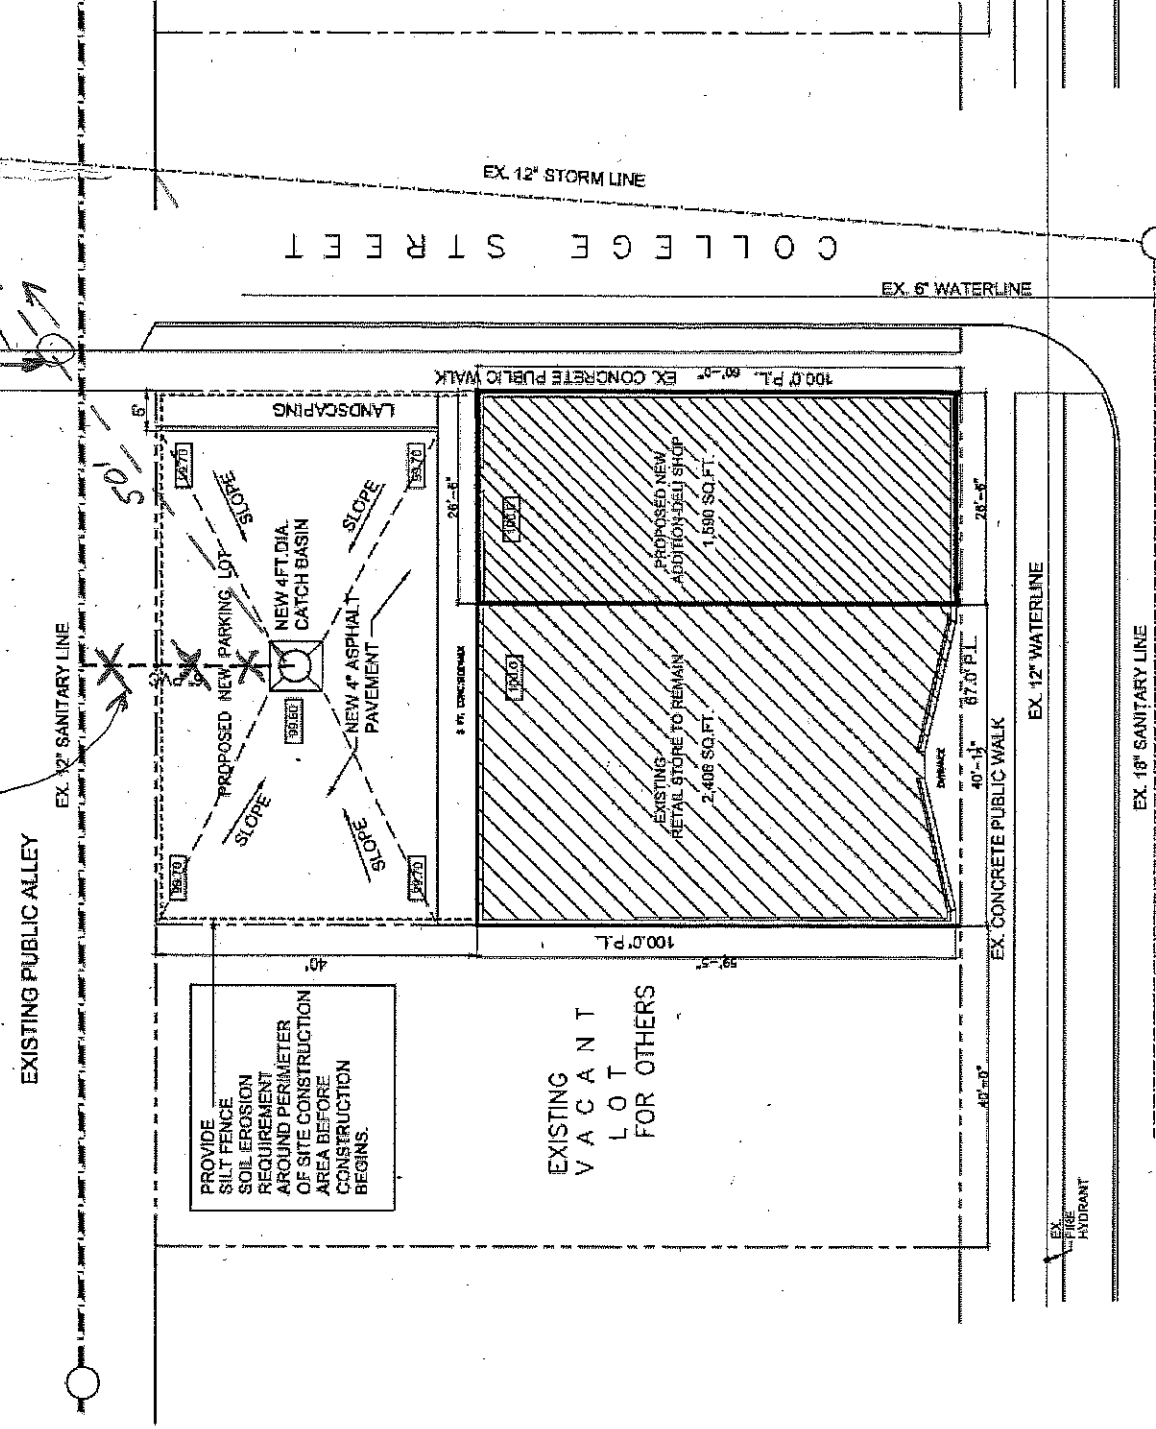 EX. 12" STORM LINE
COLLEGE STREET
EX. 6" WATERLINE
100.0' P.L.
60'-0"
EX. CONCRETE PUBLIC WALK
LANDSCAPING
6'
50'
99.70
99.70
SLOPE
SLOPE
28'-6"
PROPOSED NEW
ADDITION-DELI SHOP
1,590 SQ.FT.
26'-6"
NEW 4FT.DIA.
CATCH BASIN
PROPOSED NEW PARKING LOT
EX. 12" SANITARY LINE
99.60
NEW 4" ASPHALT
PAVEMENT
100.0
EXISTING
RETAIL STORE TO REMAIN
2,408 SQ.FT.
67.0' P.L.
40'-1½"
EX. 12" WATERLINE
EX. 18" SANITARY LINE
EX. CONCRETE PUBLIC WALK
SLOPE
SLOPE
99.70
99.70
EXISTING PUBLIC ALLEY
100.0' P.L.
40'
59'-5"
PROVIDE
SILT FENCE
SOIL EROSION
REQUIREMENT
AROUND PERIMETER
OF SITE CONSTRUCTION
AREA BEFORE
CONSTRUCTION
BEGINS.
EXISTING
VACANT
LOT
FOR OTHERS
40'-0"
EX.
FIRE
HYDRANT